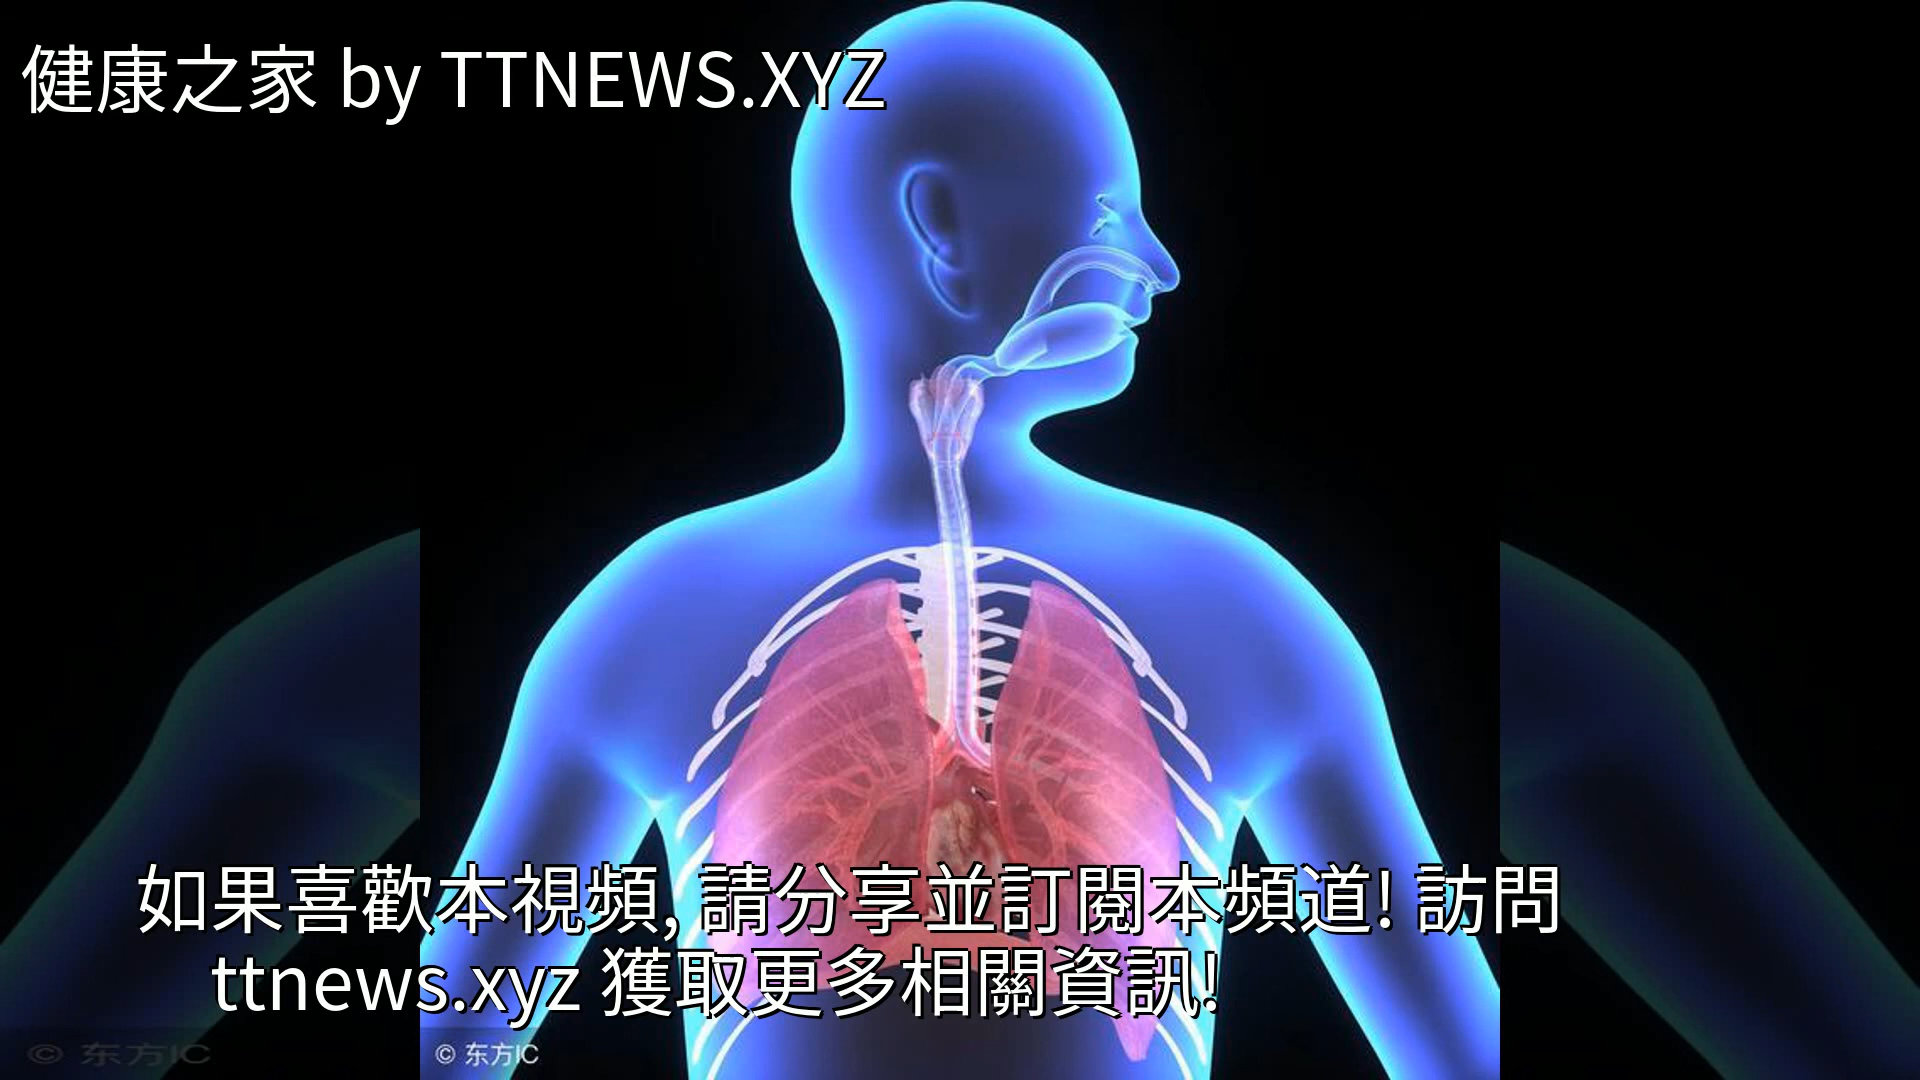 健康之家 by TTNEWS.XYZ
如果喜歡本視頻, 請分享並訂閱本頻道! 訪問
ttnews.xyz 獲取更多相關資訊!
© 东方IC © 东方IC